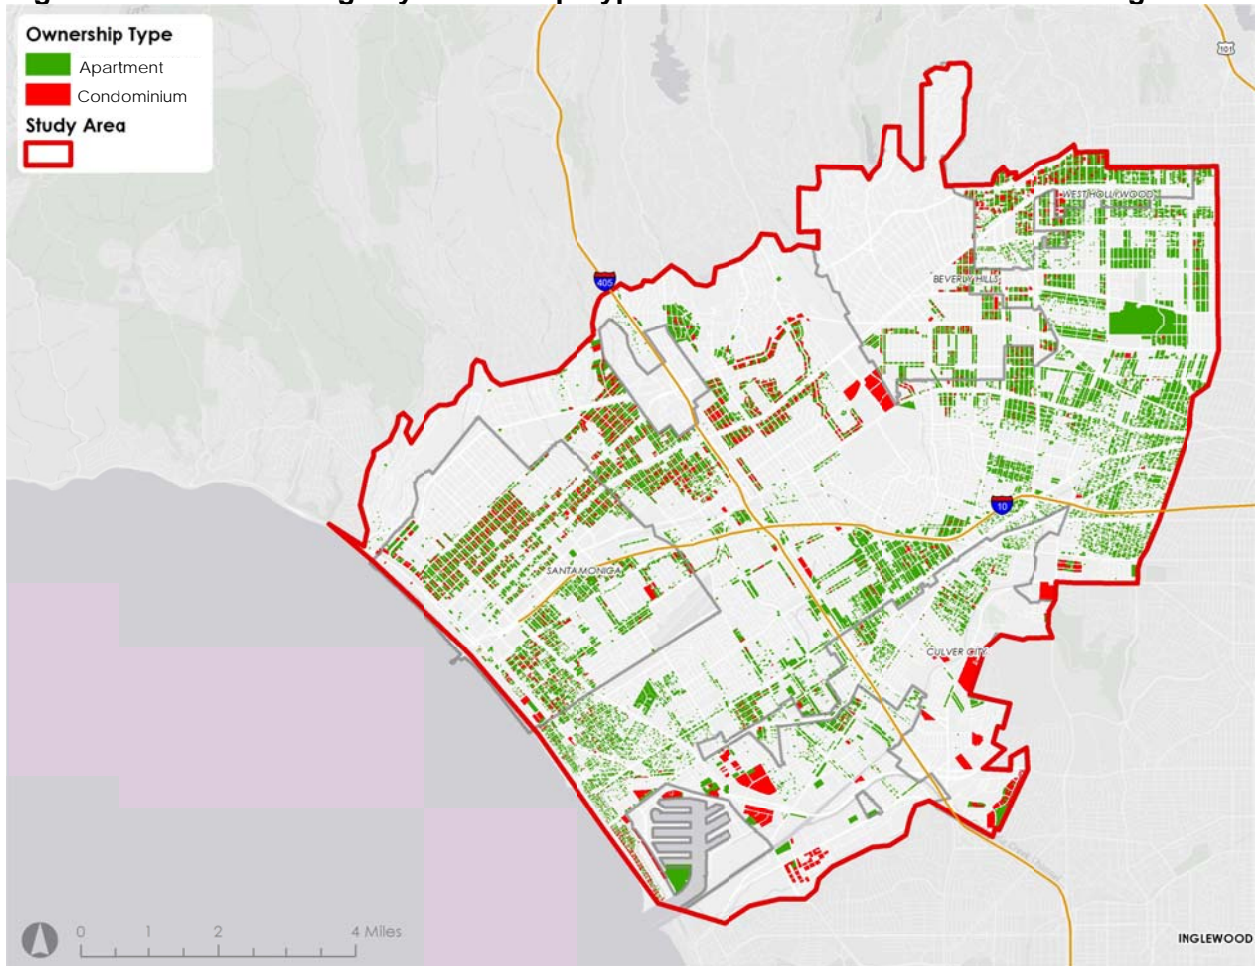 Ownership Type
Apartment
Condominium
Study Area
101
WEST HOLLYWOOD
BEVERLY HILLS
405
10
SANTA MONICA
CULVER CITY
0 1 2 4 Miles
INGLEWOOD